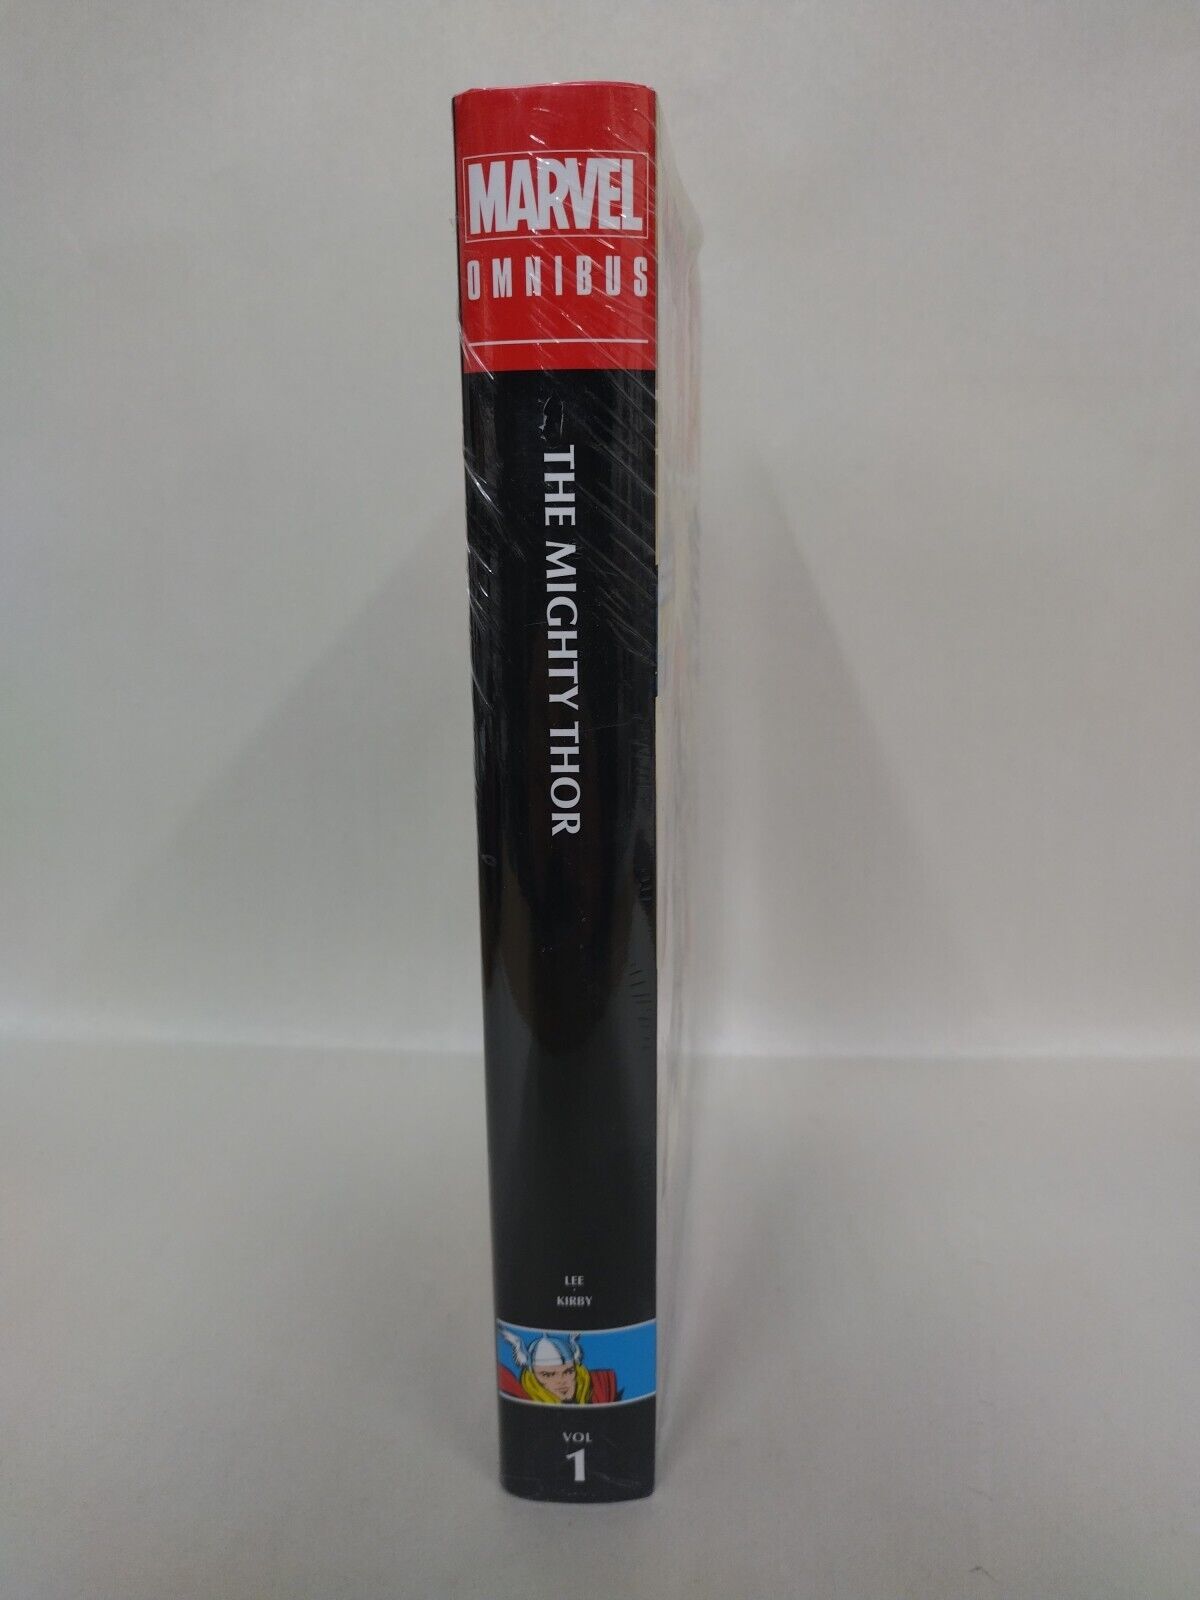 MARVEL
OMNIBUS
THE MIGHTY THOR
LEE
KIRBY
VOL
1